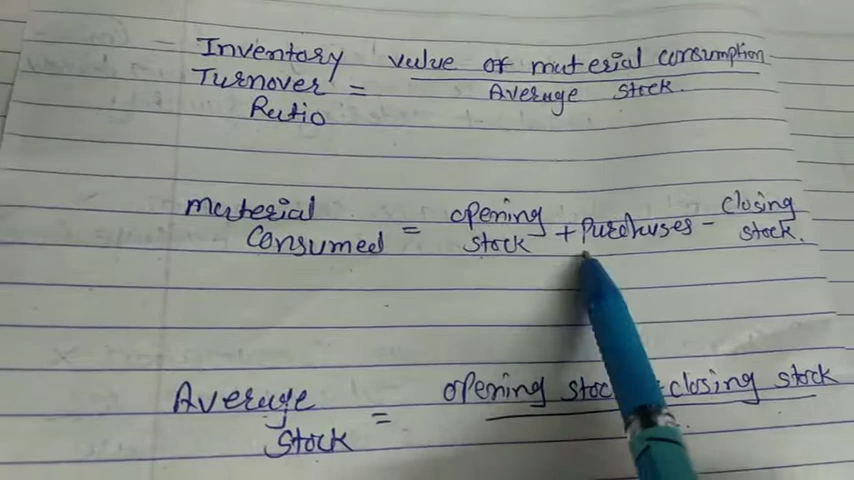 Inventory value of material consumption
Turnover = Average stock.
Ratio
material = opening + Purchases - closing
Consumed stock stock.
Average = opening stock + closing stock
Stock